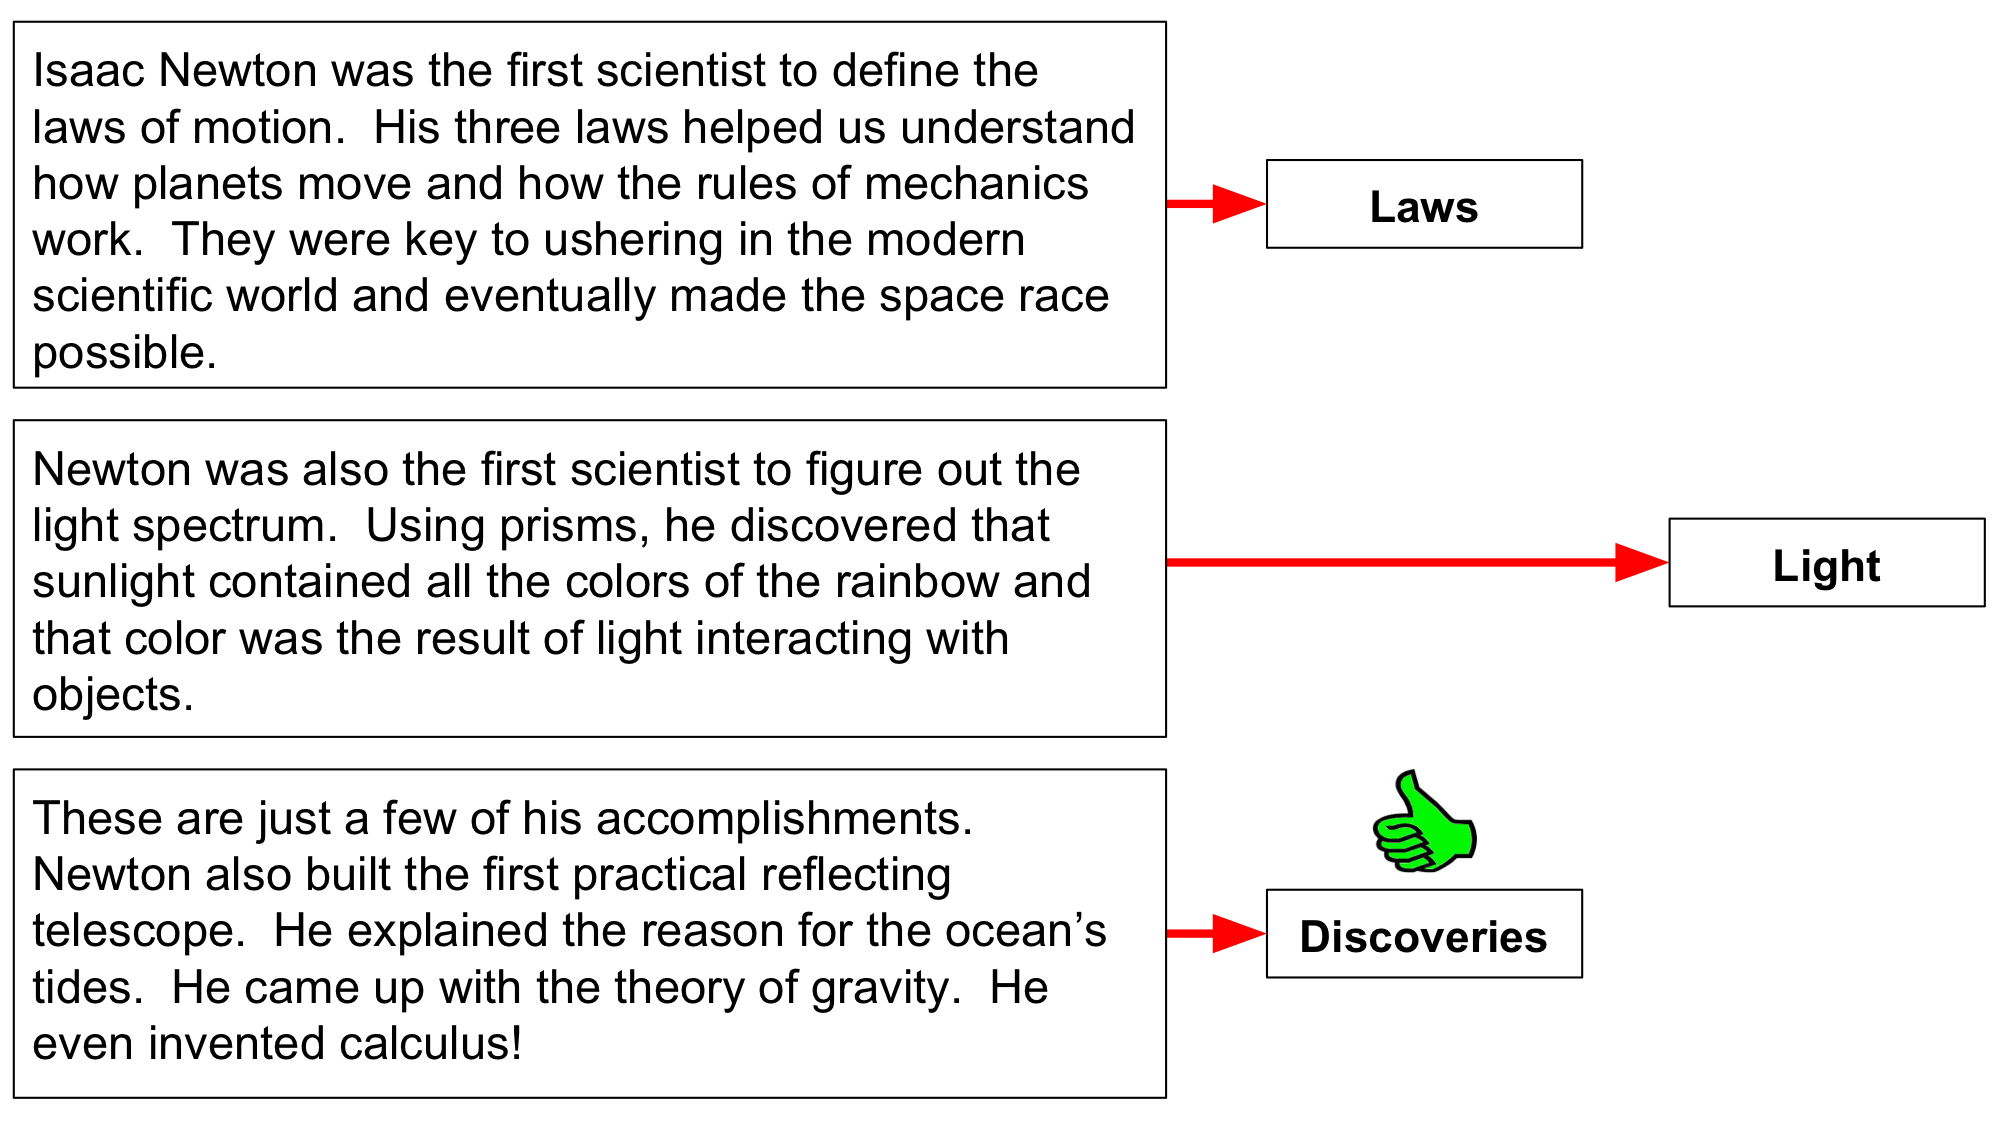 Isaac Newton was the first scientist to define the
laws of motion.  His three laws helped us understand
how planets move and how the rules of mechanics
work.  They were key to ushering in the modern
scientific world and eventually made the space race
possible.
Laws
Newton was also the first scientist to figure out the
light spectrum.  Using prisms, he discovered that
sunlight contained all the colors of the rainbow and
that color was the result of light interacting with
objects.
Light
These are just a few of his accomplishments.
Newton also built the first practical reflecting
telescope.  He explained the reason for the ocean’s
tides.  He came up with the theory of gravity.  He
even invented calculus!
Discoveries